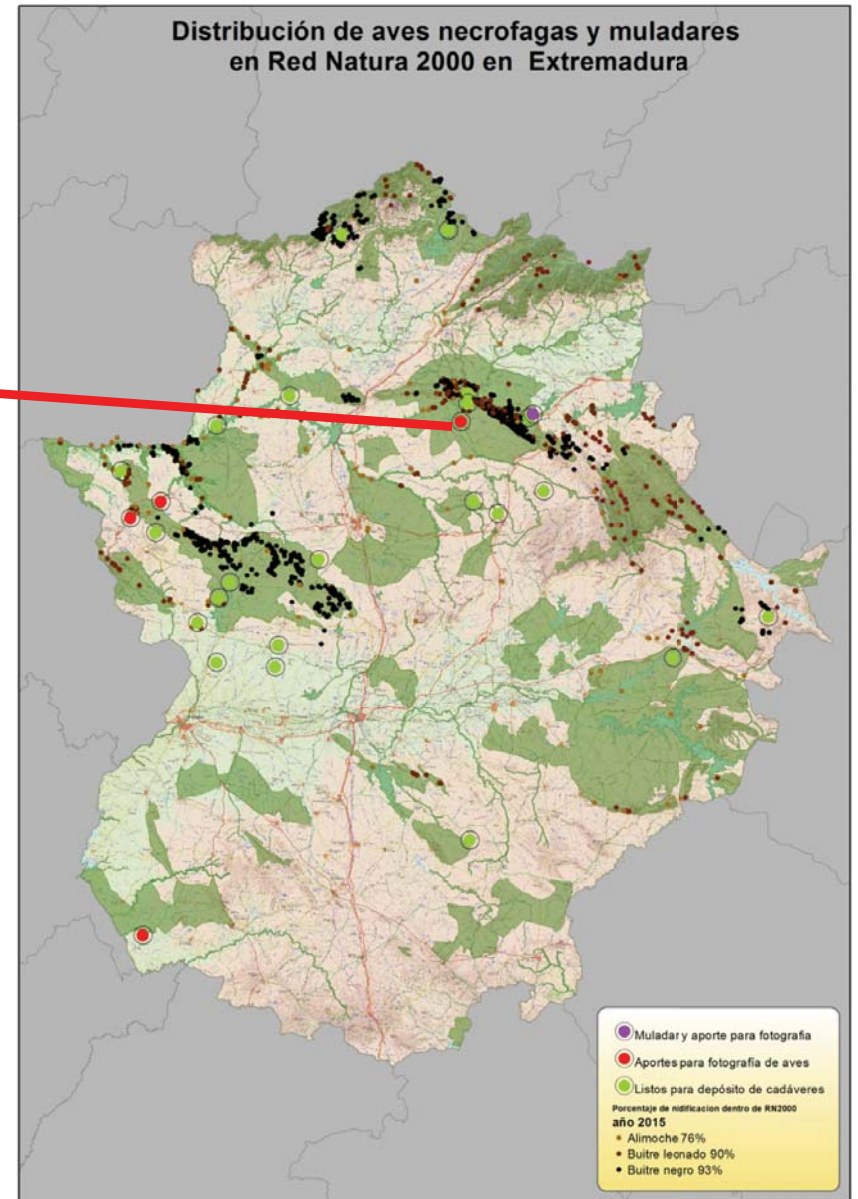 Distribución de aves necrofagas y muladares
en Red Natura 2000 en Extremadura
Muladar y aporte para fotografia
Aportes para fotografía de aves
Listos para depósito de cadáveres
Porcentaje de nidificacion dentro de RN2000
año 2015
Alimoche 76%
Buitre leonado 90%
Buitre negro 93%